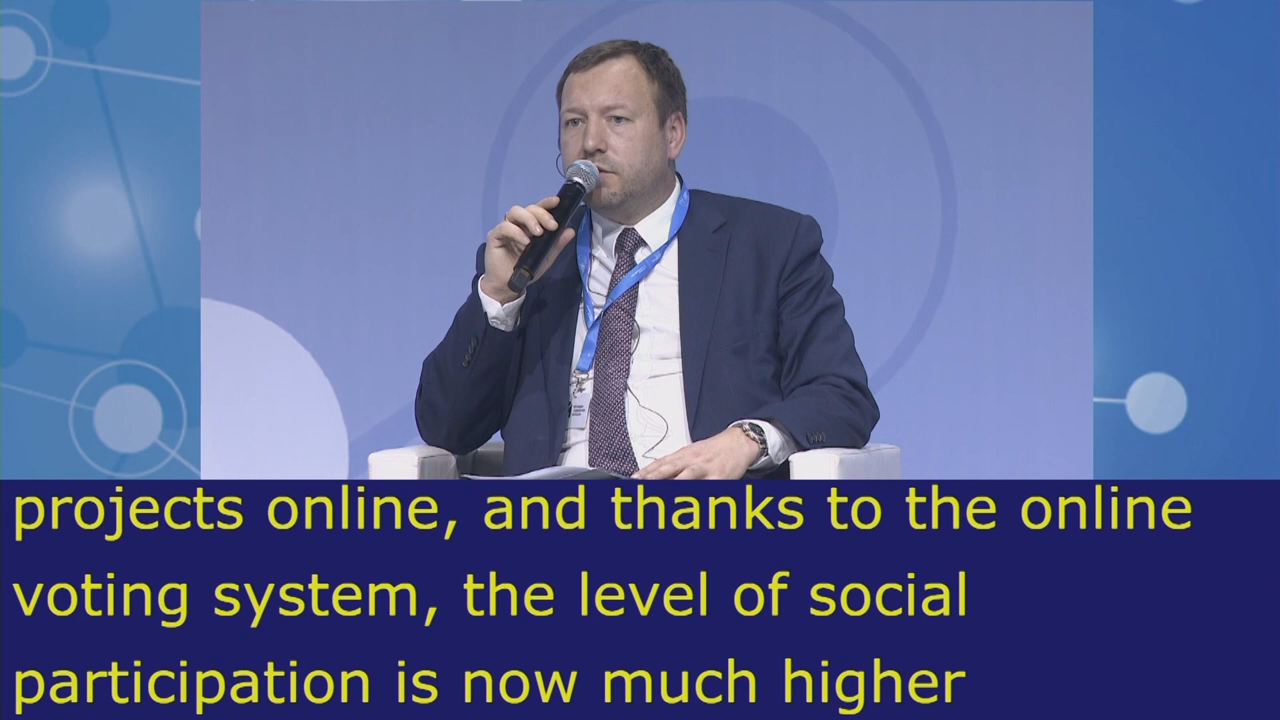 projects online, and thanks to the online
voting system, the level of social
participation is now much higher